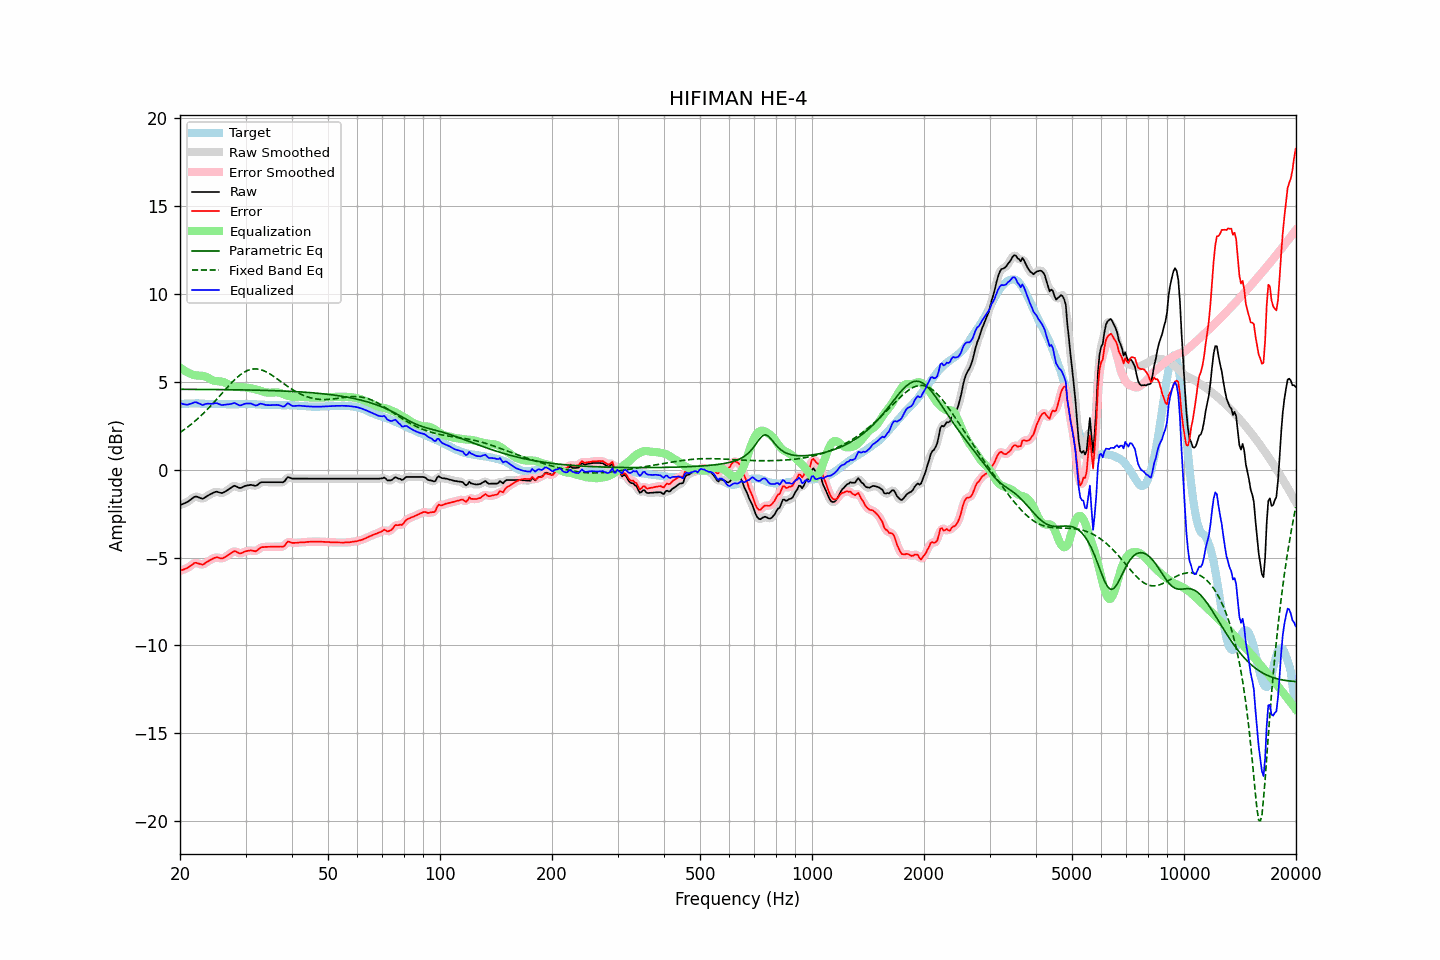 HIFIMAN HE-4
Amplitude (dBr)
20
15
10
5
0
−5
−10
−15
−20
Target
Raw Smoothed
Error Smoothed
Raw
Error
Equalization
Parametric Eq
Fixed Band Eq
Equalized
20 50 100 200 500 1000 2000 5000 10000 20000
Frequency (Hz)